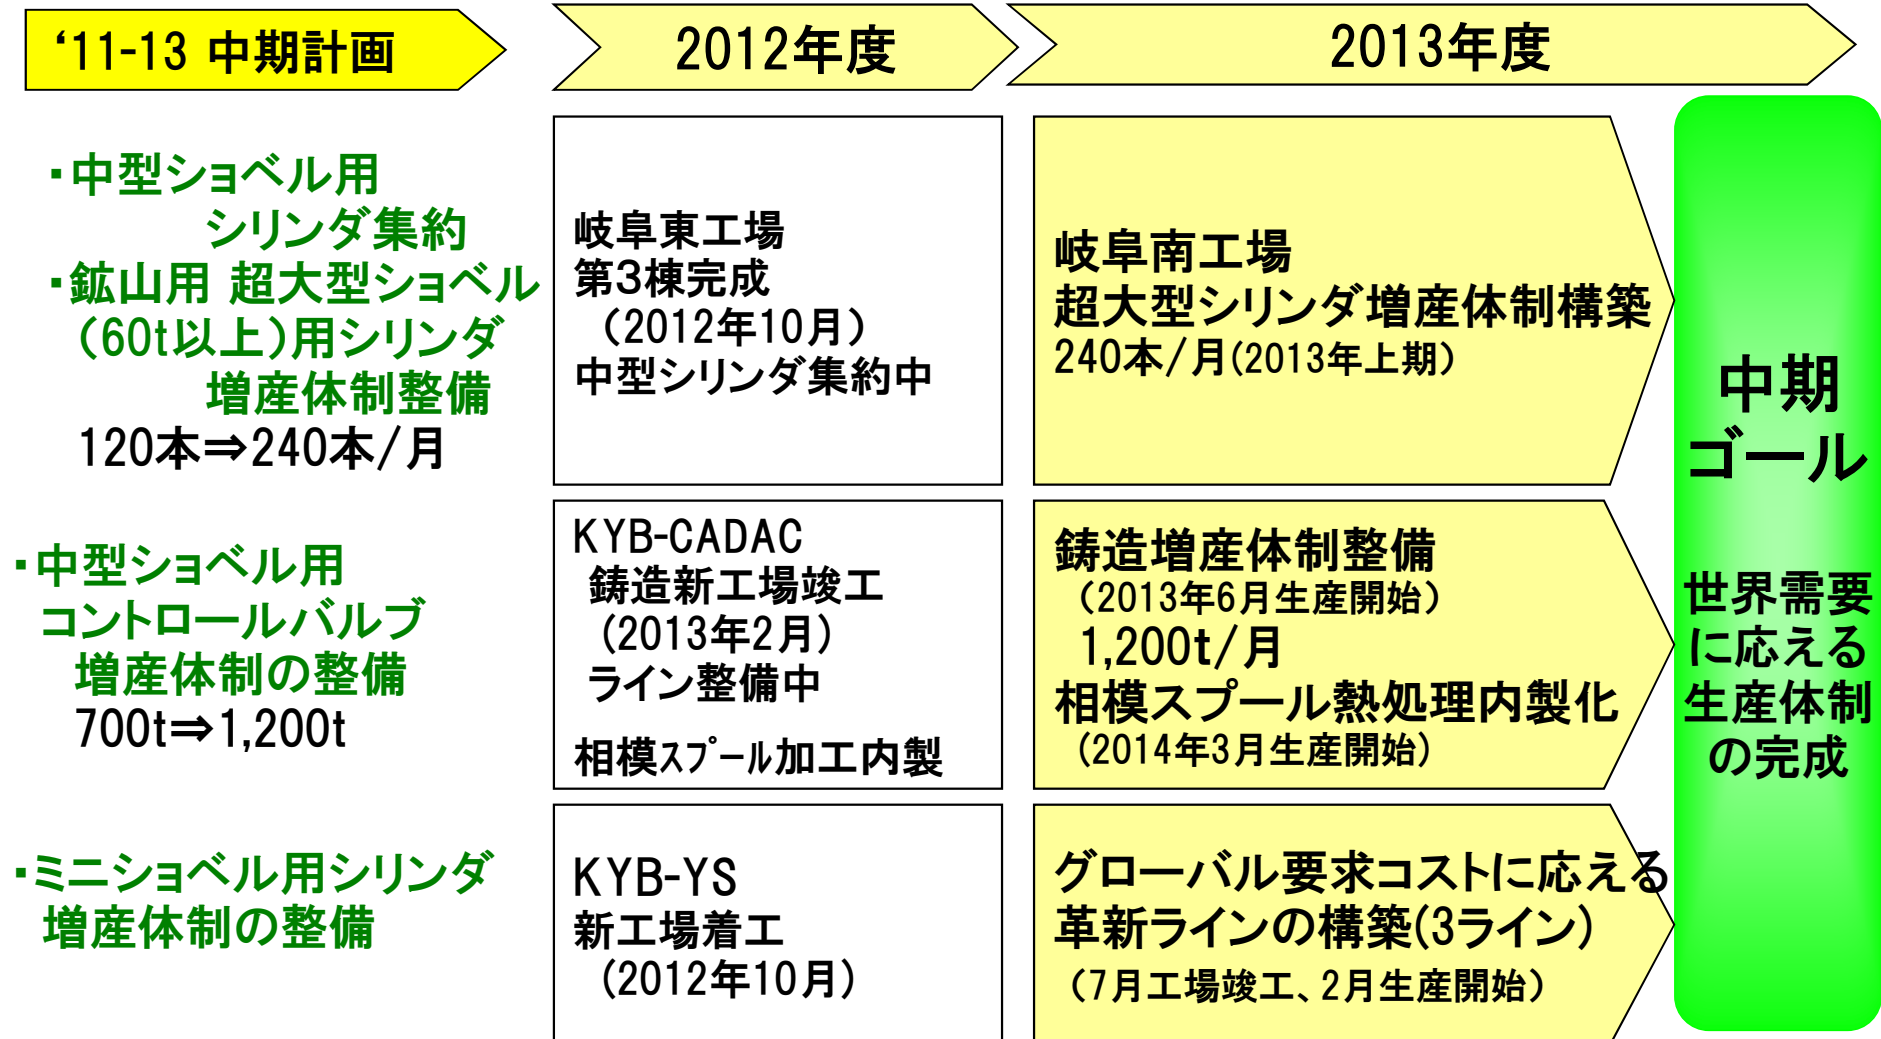 ‘11-13 中期計画
2012年度
2013年度
・中型ショベル用
シリンダ集約
・鉱山用 超大型ショベル
（60t以上）用シリンダ
増産体制整備
120本⇒240本/月
岐阜東工場
第3棟完成
（2012年10月）
中型シリンダ集約中
岐阜南工場
超大型シリンダ増産体制構築
240本/月(2013年上期）
・中型ショベル用
コントロールバルブ
増産体制の整備
700t⇒1,200t
KYB-CADAC
鋳造新工場竣工
(2013年2月)
ライン整備中
相模ｽﾌﾟｰﾙ加工内製
鋳造増産体制整備
（2013年6月生産開始）
1,200t/月
相模スプール熱処理内製化
(2014年3月生産開始)
・ミニショベル用シリンダ
増産体制の整備
KYB-YS
新工場着工
(2012年10月)
グローバル要求コストに応える
革新ラインの構築(3ライン)
（7月工場竣工、2月生産開始）
中期
ゴール
世界需要
に応える
生産体制
の完成